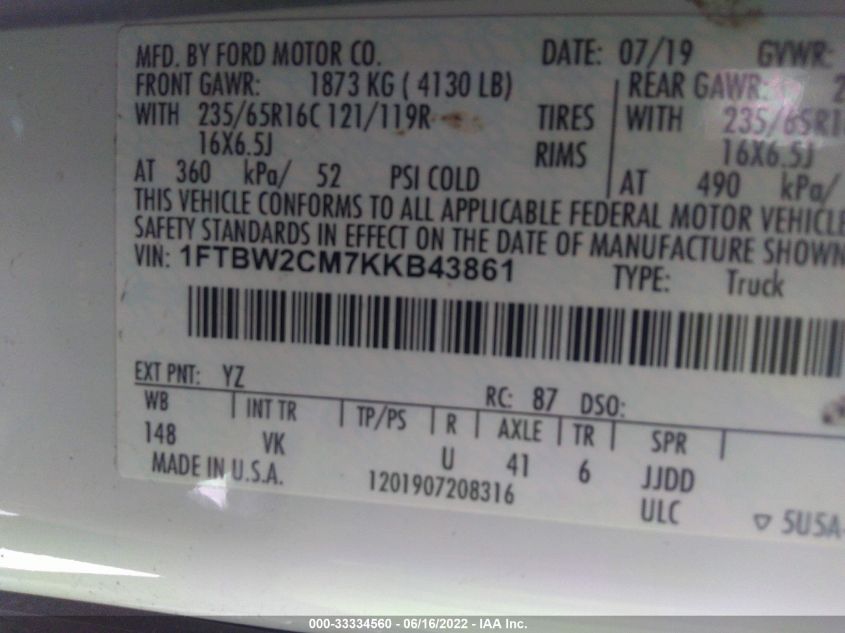 MFD. BY FORD MOTOR CO. DATE: 07/19 GVWR:
FRONT GAWR: 1873 KG ( 4130 LB) REAR GAWR: 2
WITH 235/65R16C 121/119R TIRES WITH 235/65R16
16X6.5J RIMS 16X6.5J
AT 360 kPa/ 52 PSI COLD AT 490 kPa/
THIS VEHICLE CONFORMS TO ALL APPLICABLE FEDERAL MOTOR VEHICLE
SAFETY STANDARDS IN EFFECT ON THE DATE OF MANUFACTURE SHOWN
VIN: 1FTBW2CM7KKB43861 TYPE: Truck
EXT PNT: YZ RC: 87 DSO:
WB INT TR TP/PS R AXLE TR SPR
148 VK U 41 6 JJDD
MADE IN U.S.A. 1201907208316 ULC
▽ 5U5A-
000-33334560 - 06/16/2022 - IAA Inc.